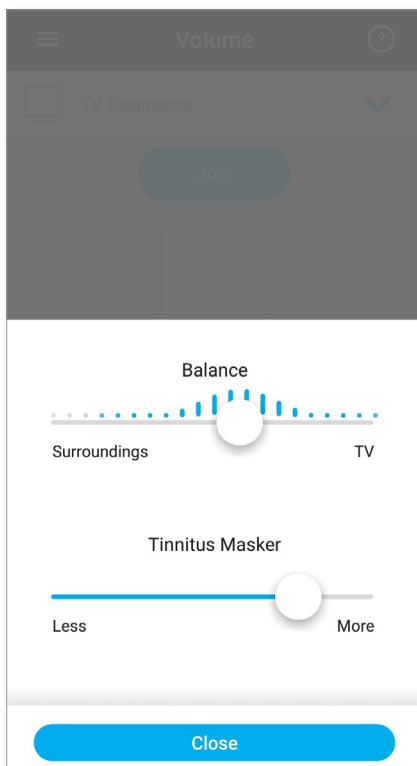 Volume
?
TV Connector
Join
Balance
Surroundings TV
Tinnitus Masker
Less More
Close